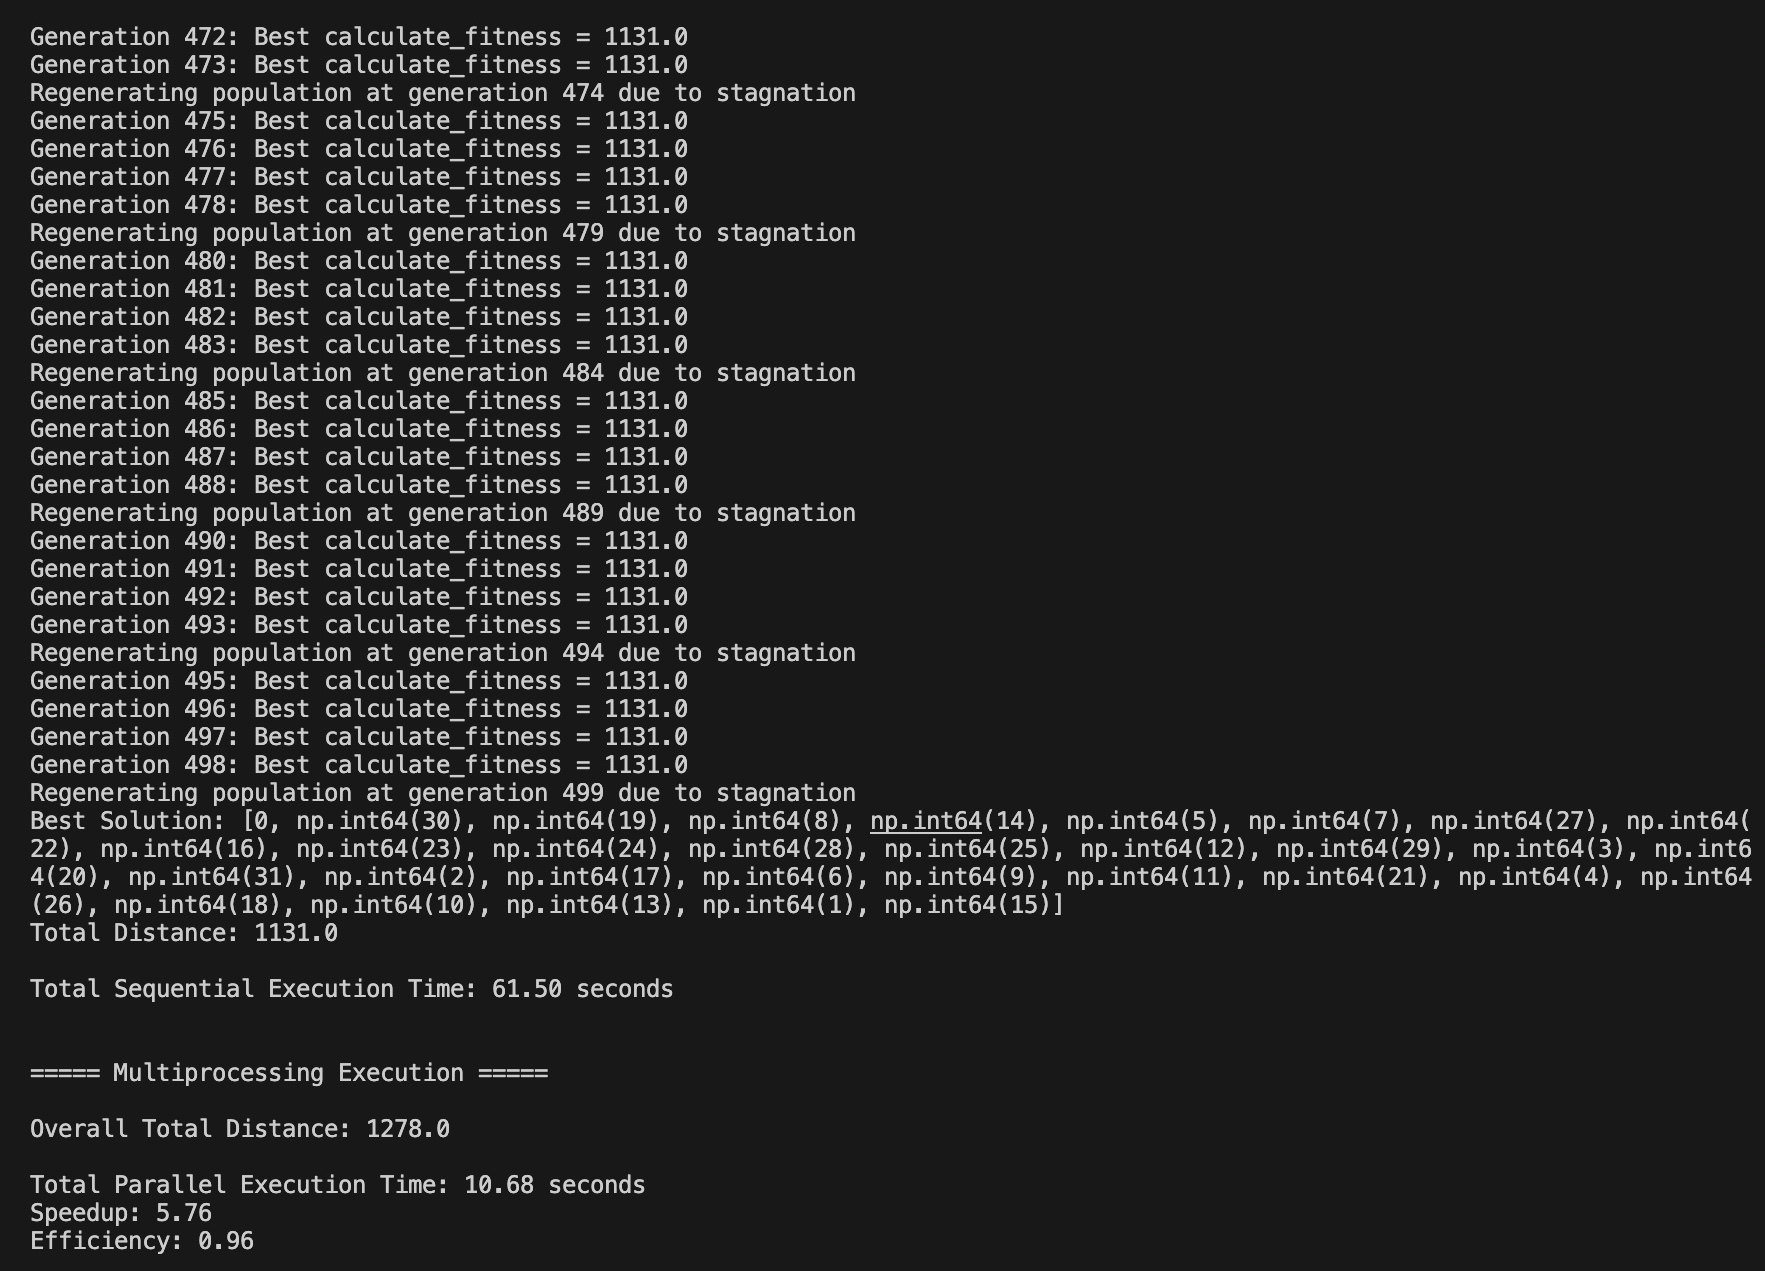 Generation 472: Best calculate_fitness = 1131.0
Generation 473: Best calculate_fitness = 1131.0
Regenerating population at generation 474 due to stagnation
Generation 475: Best calculate_fitness = 1131.0
Generation 476: Best calculate_fitness = 1131.0
Generation 477: Best calculate_fitness = 1131.0
Generation 478: Best calculate_fitness = 1131.0
Regenerating population at generation 479 due to stagnation
Generation 480: Best calculate_fitness = 1131.0
Generation 481: Best calculate_fitness = 1131.0
Generation 482: Best calculate_fitness = 1131.0
Generation 483: Best calculate_fitness = 1131.0
Regenerating population at generation 484 due to stagnation
Generation 485: Best calculate_fitness = 1131.0
Generation 486: Best calculate_fitness = 1131.0
Generation 487: Best calculate_fitness = 1131.0
Generation 488: Best calculate_fitness = 1131.0
Regenerating population at generation 489 due to stagnation
Generation 490: Best calculate_fitness = 1131.0
Generation 491: Best calculate_fitness = 1131.0
Generation 492: Best calculate_fitness = 1131.0
Generation 493: Best calculate_fitness = 1131.0
Regenerating population at generation 494 due to stagnation
Generation 495: Best calculate_fitness = 1131.0
Generation 496: Best calculate_fitness = 1131.0
Generation 497: Best calculate_fitness = 1131.0
Generation 498: Best calculate_fitness = 1131.0
Regenerating population at generation 499 due to stagnation
Best Solution: [0, np.int64(30), np.int64(19), np.int64(8), np.int64(14), np.int64(5), np.int64(7), np.int64(27), np.int64(
22), np.int64(16), np.int64(23), np.int64(24), np.int64(28), np.int64(25), np.int64(12), np.int64(29), np.int64(3), np.int6
4(20), np.int64(31), np.int64(2), np.int64(17), np.int64(6), np.int64(9), np.int64(11), np.int64(21), np.int64(4), np.int64
(26), np.int64(18), np.int64(10), np.int64(13), np.int64(1), np.int64(15)]
Total Distance: 1131.0
Total Sequential Execution Time: 61.50 seconds
===== Multiprocessing Execution =====
Overall Total Distance: 1278.0
Total Parallel Execution Time: 10.68 seconds
Speedup: 5.76
Efficiency: 0.96